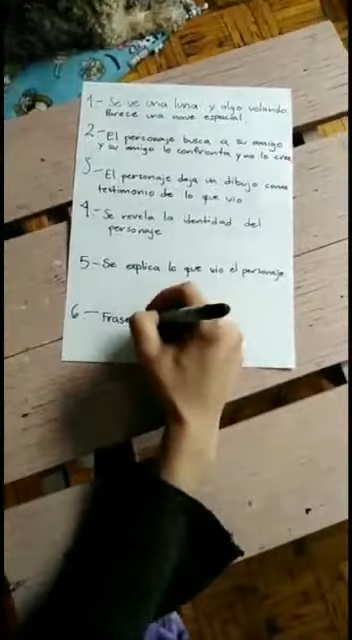 1- Se ve una luna y algo volando.
Parece una nave espacial
2- El personaje busca a su amigo
y su amigo lo confronta y no le cree
3- El personaje deja un dibujo como
testimonio de lo que vio
4- Se revela la identidad del
personaje
5- Se explica lo que vio el personaje
6- Frase